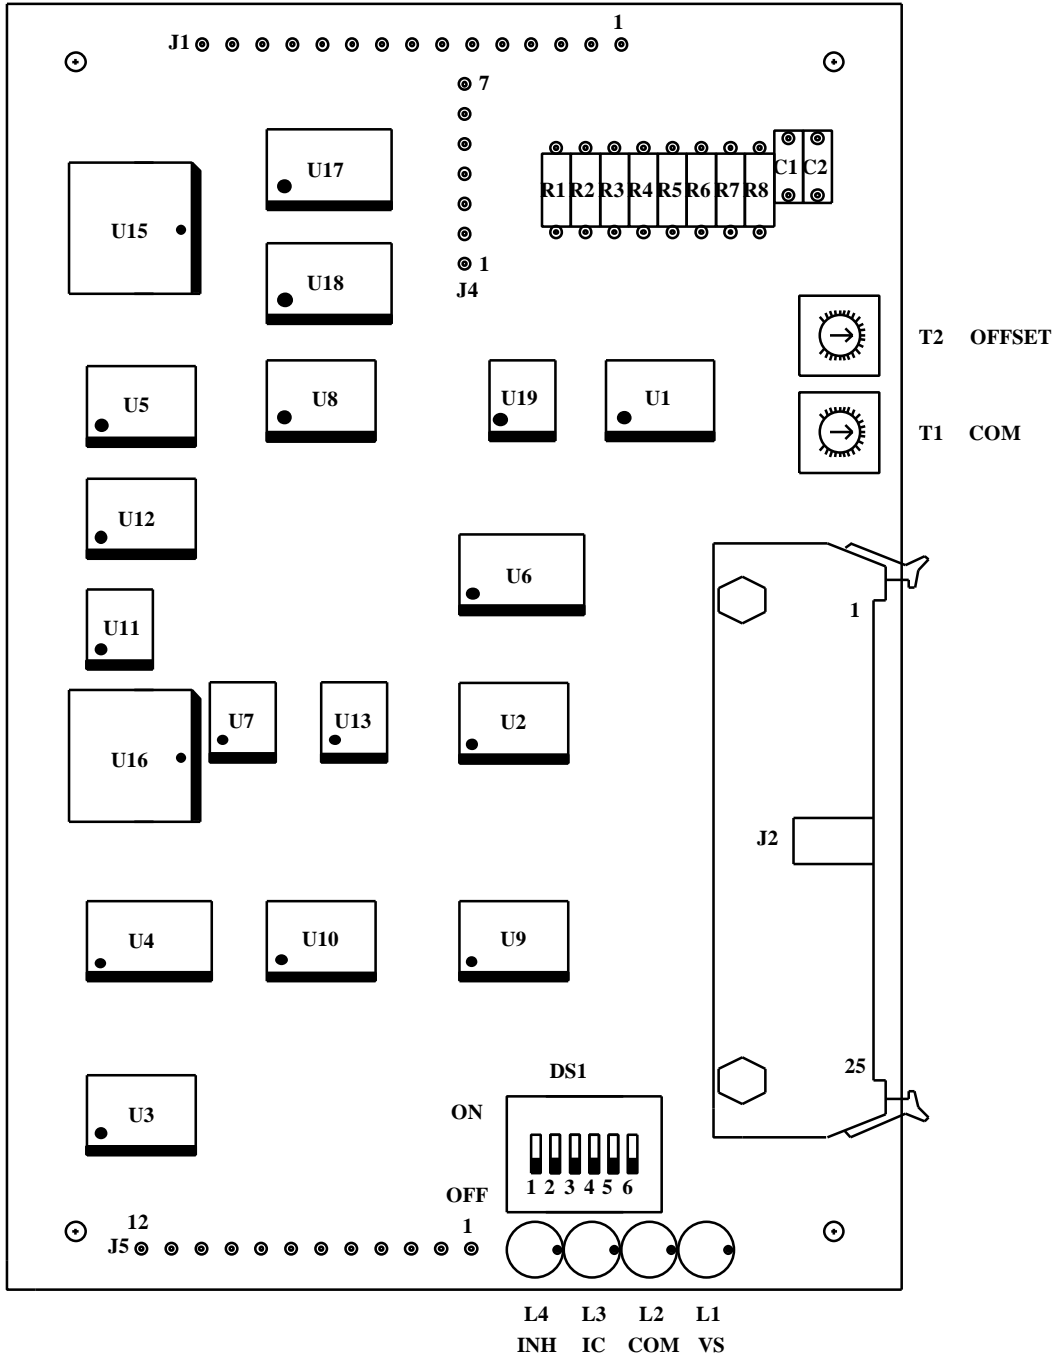 1
J1
7
U17
U15
R1 R2 R3 R4 R5 R6 R7 R8 C1 C2
U18
1
J4
T2 OFFSET
U5
U8
U19
U1
T1 COM
U12
U6
1
U11
U7
U13
U2
U16
J2
U4
U10
U9
25
DS1
ON
U3
1 2 3 4 5 6
OFF
12
1
J5
L4 L3 L2 L1
INH IC COM VS